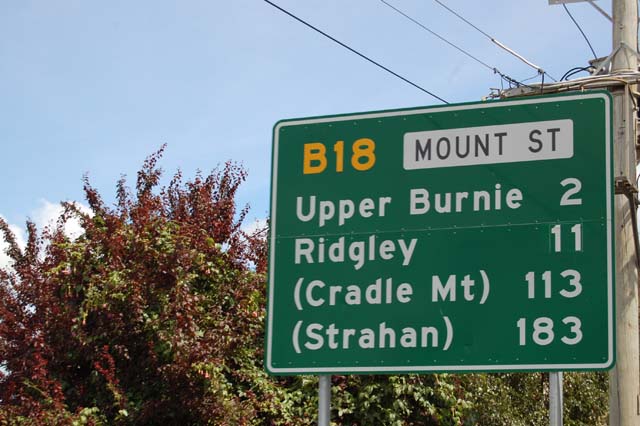 B18 MOUNT ST
Upper Burnie 2
Ridgley 11
(Cradle Mt) 113
(Strahan) 183